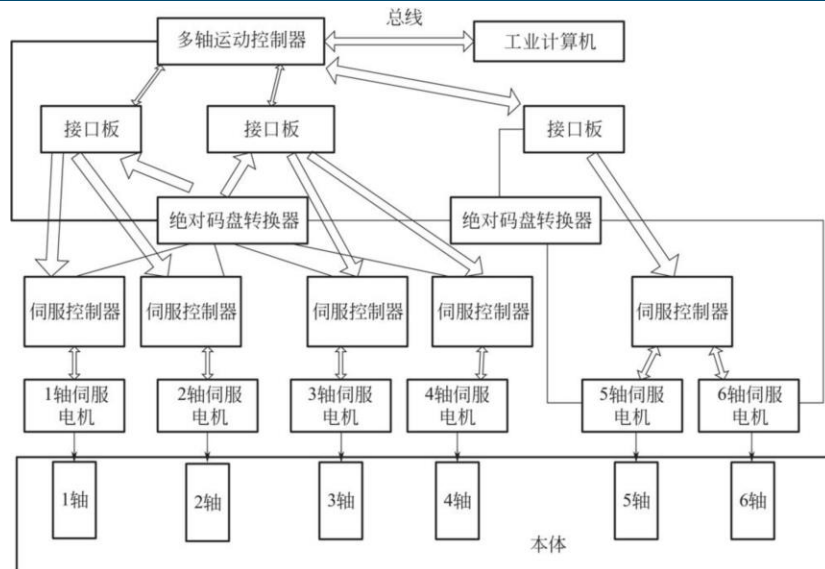 总线
多轴运动控制器
工业计算机
接口板
接口板
接口板
绝对码盘转换器
绝对码盘转换器
伺服控制器
伺服控制器
伺服控制器
伺服控制器
伺服控制器
1轴伺服
电机
2轴伺服
电机
3轴伺服
电机
4轴伺服
电机
5轴伺服
电机
6轴伺服
电机
1轴
2轴
3轴
4轴
5轴
6轴
本体